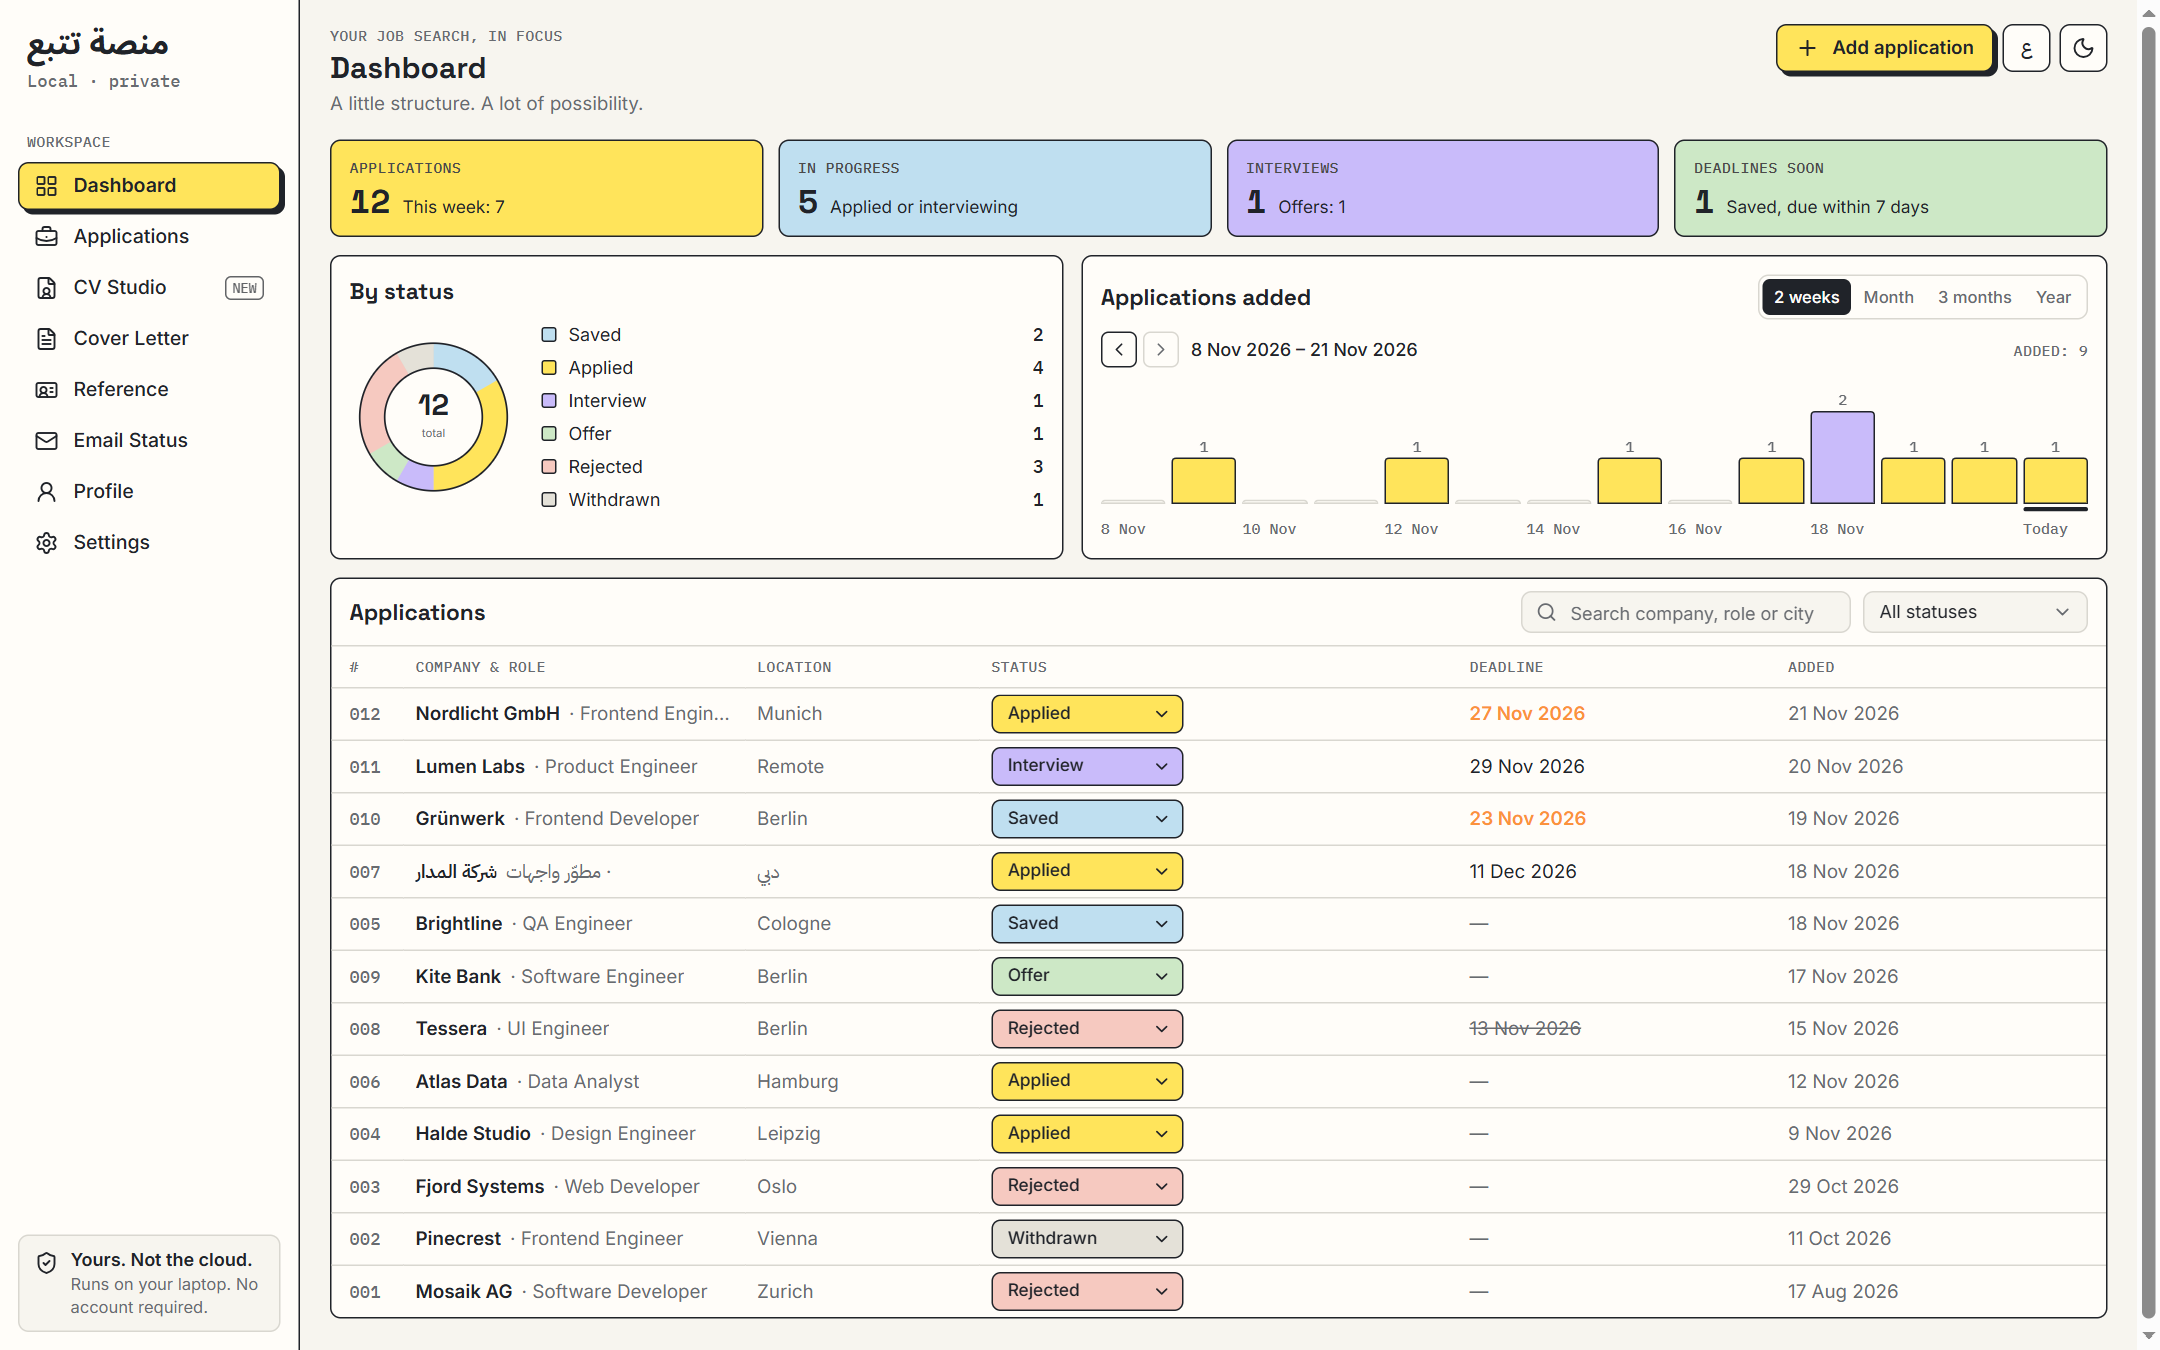 منصة تتبع
Local · private
WORKSPACE
Dashboard
Applications
CV Studio NEW
Cover Letter
Reference
Email Status
Profile
Settings
Yours. Not the cloud.
Runs on your laptop. No
account required.
YOUR JOB SEARCH, IN FOCUS
Dashboard
A little structure. A lot of possibility.
Add application ع
APPLICATIONS
12 This week: 7
IN PROGRESS
5 Applied or interviewing
INTERVIEWS
1 Offers: 1
DEADLINES SOON
1 Saved, due within 7 days
By status
12
total
Saved 2
Applied 4
Interview 1
Offer 1
Rejected 3
Withdrawn 1
Applications added
2 weeks Month 3 months Year
8 Nov 2026 – 21 Nov 2026
ADDED: 9
1 1 1 1 2 1 1 1
8 Nov 10 Nov 12 Nov 14 Nov 16 Nov 18 Nov Today
Applications
Search company, role or city
All statuses
# COMPANY & ROLE LOCATION STATUS DEADLINE ADDED
012 Nordlicht GmbH · Frontend Engin... Munich Applied 27 Nov 2026 21 Nov 2026
011 Lumen Labs · Product Engineer Remote Interview 29 Nov 2026 20 Nov 2026
010 Grünwerk · Frontend Developer Berlin Saved 23 Nov 2026 19 Nov 2026
007 شركة المدار · مطوّر واجهات دبي Applied 11 Dec 2026 18 Nov 2026
005 Brightline · QA Engineer Cologne Saved — 18 Nov 2026
009 Kite Bank · Software Engineer Berlin Offer — 17 Nov 2026
008 Tessera · UI Engineer Berlin Rejected 13 Nov 2026 15 Nov 2026
006 Atlas Data · Data Analyst Hamburg Applied — 12 Nov 2026
004 Halde Studio · Design Engineer Leipzig Applied — 9 Nov 2026
003 Fjord Systems · Web Developer Oslo Rejected — 29 Oct 2026
002 Pinecrest · Frontend Engineer Vienna Withdrawn — 11 Oct 2026
001 Mosaik AG · Software Developer Zurich Rejected — 17 Aug 2026